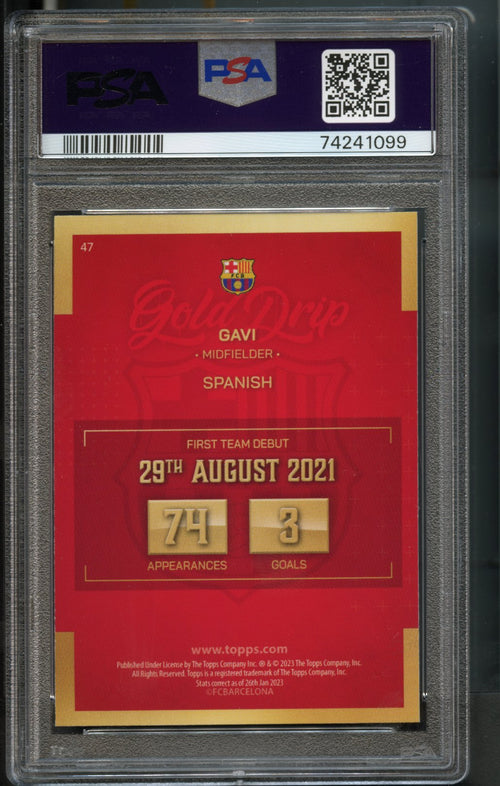 PSA
PSA
74241099
47
FCB
Gold Drip
GAVI
• MIDFIELDER •
SPANISH
FIRST TEAM DEBUT
29TH AUGUST 2021
74 3
APPEARANCES GOALS
www.topps.com
Published Under License by The Topps Company Inc. ® & © 2023 The Topps Company, Inc.
All Rights Reserved. Topps is a registered trademark of The Topps Company, Inc.
Stats correct as of 26th Jan 2023
©FCBARCELONA
PSA